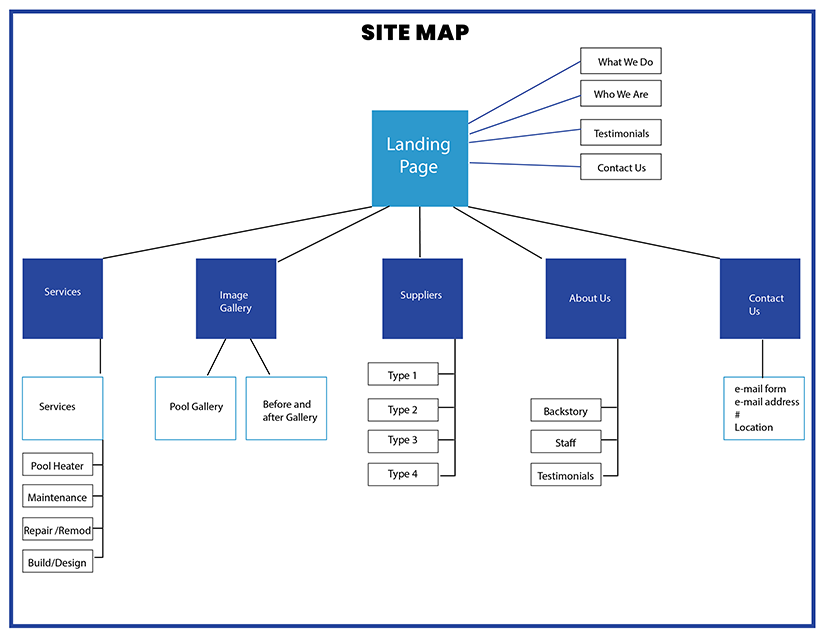 SITE MAP
What We Do
Who We Are
Testimonials
Contact Us
Landing
Page
Services
Image
Gallery
Suppliers
About Us
Contact
Us
Services
Pool Heater
Maintenance
Repair /Remod
Build/Design
Pool Gallery
Before and
after Gallery
Type 1
Type 2
Type 3
Type 4
Backstory
Staff
Testimonials
e-mail form
e-mail address
#
Location